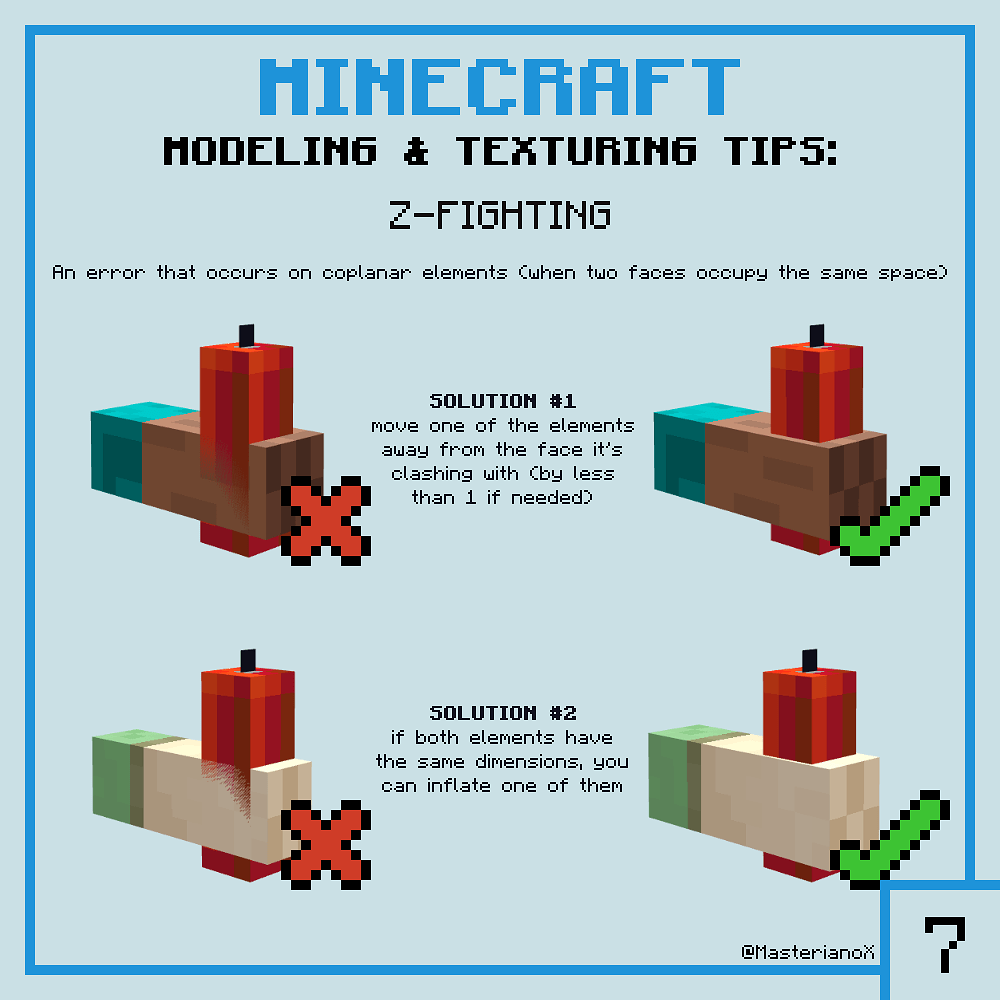 MINECRAFT
MODELING & TEXTURING TIPS:
Z-FIGHTING
An error that occurs on coplanar elements (when two faces occupy the same space)
SOLUTION #1
move one of the elements
away from the face it's
clashing with (by less
than 1 if needed)
SOLUTION #2
if both elements have
the same dimensions, you
can inflate one of them
@MasterianoX
7